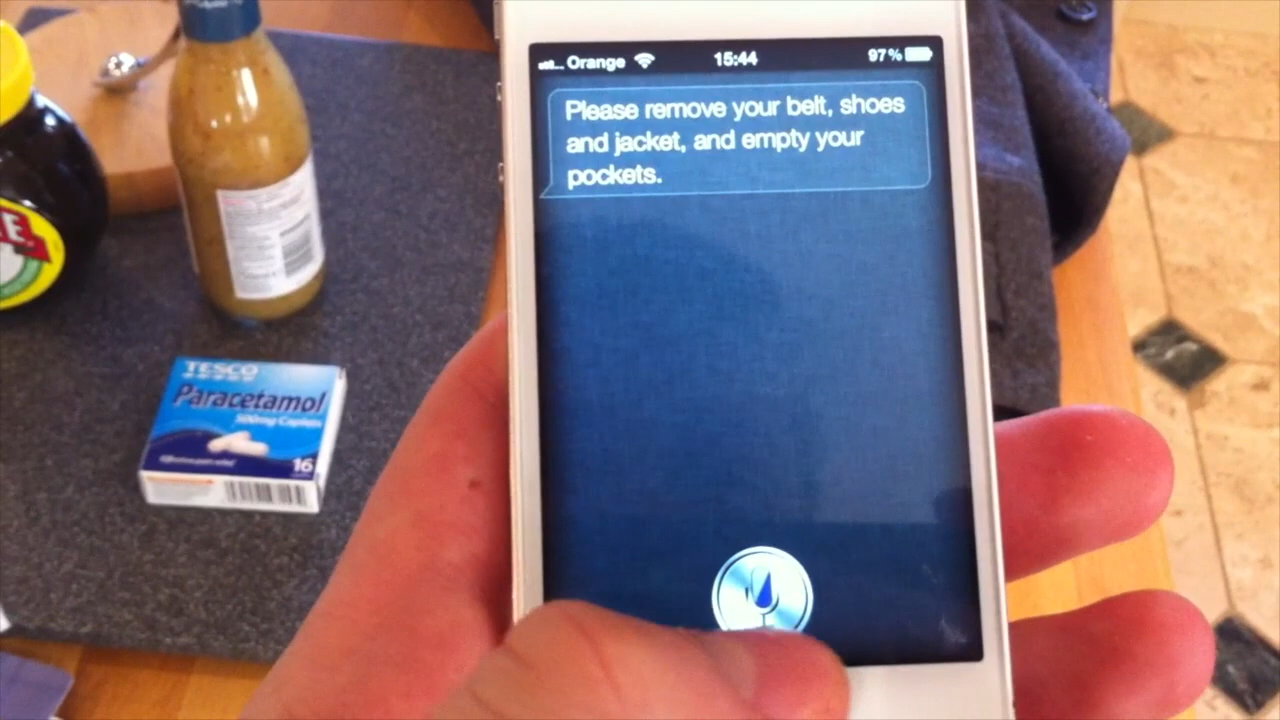 Orange 15:44 97%
Please remove your belt, shoes
and jacket, and empty your
pockets.
E.
TESCO
Paracetamol
500mg Caplets
16